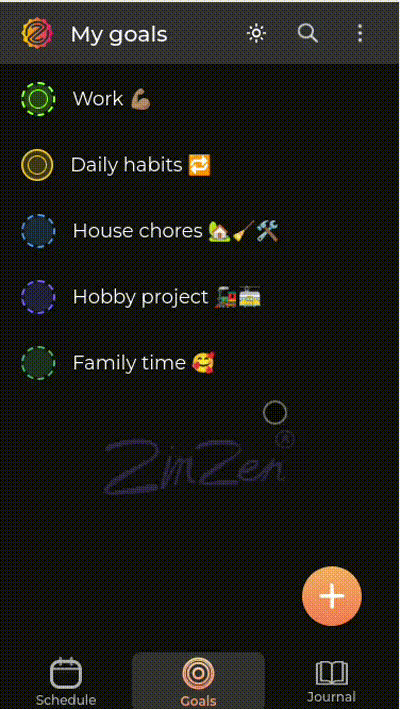 My goals
Work 💪🏽
Daily habits 🔁
House chores 🏡🧹🛠️
Hobby project 🚂🚋
Family time 🥰
ZinZen®
Schedule
Goals
Journal